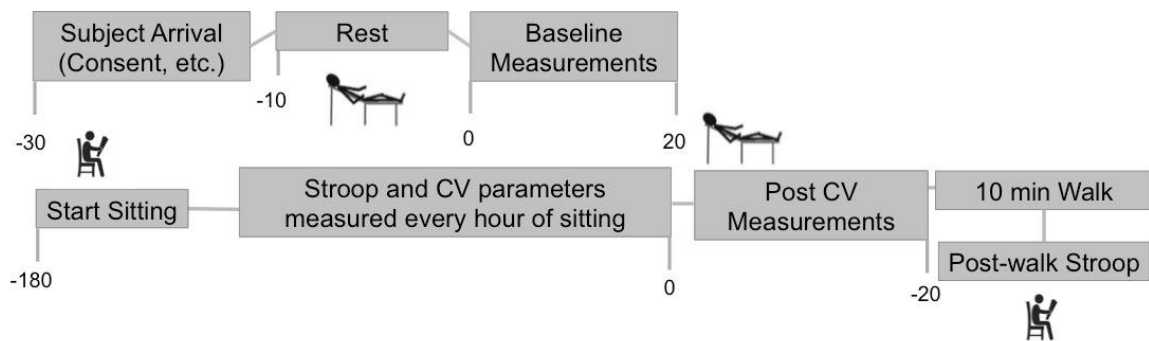 Subject Arrival
(Consent, etc.)
Rest
Baseline
Measurements
-30
-10
0
20
Start Sitting
Stroop and CV parameters
measured every hour of sitting
Post CV
Measurements
10 min Walk
Post-walk Stroop
-180
0
-20